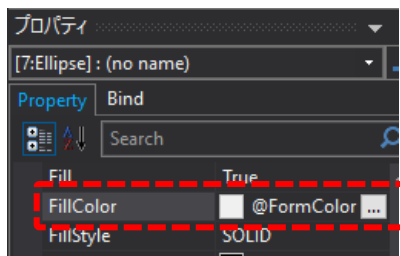 プロパティ
[7:Ellipse] : (no name)
Property Bind
Search
Fill True
FillColor @FormColor ...
FillStyle SOLID